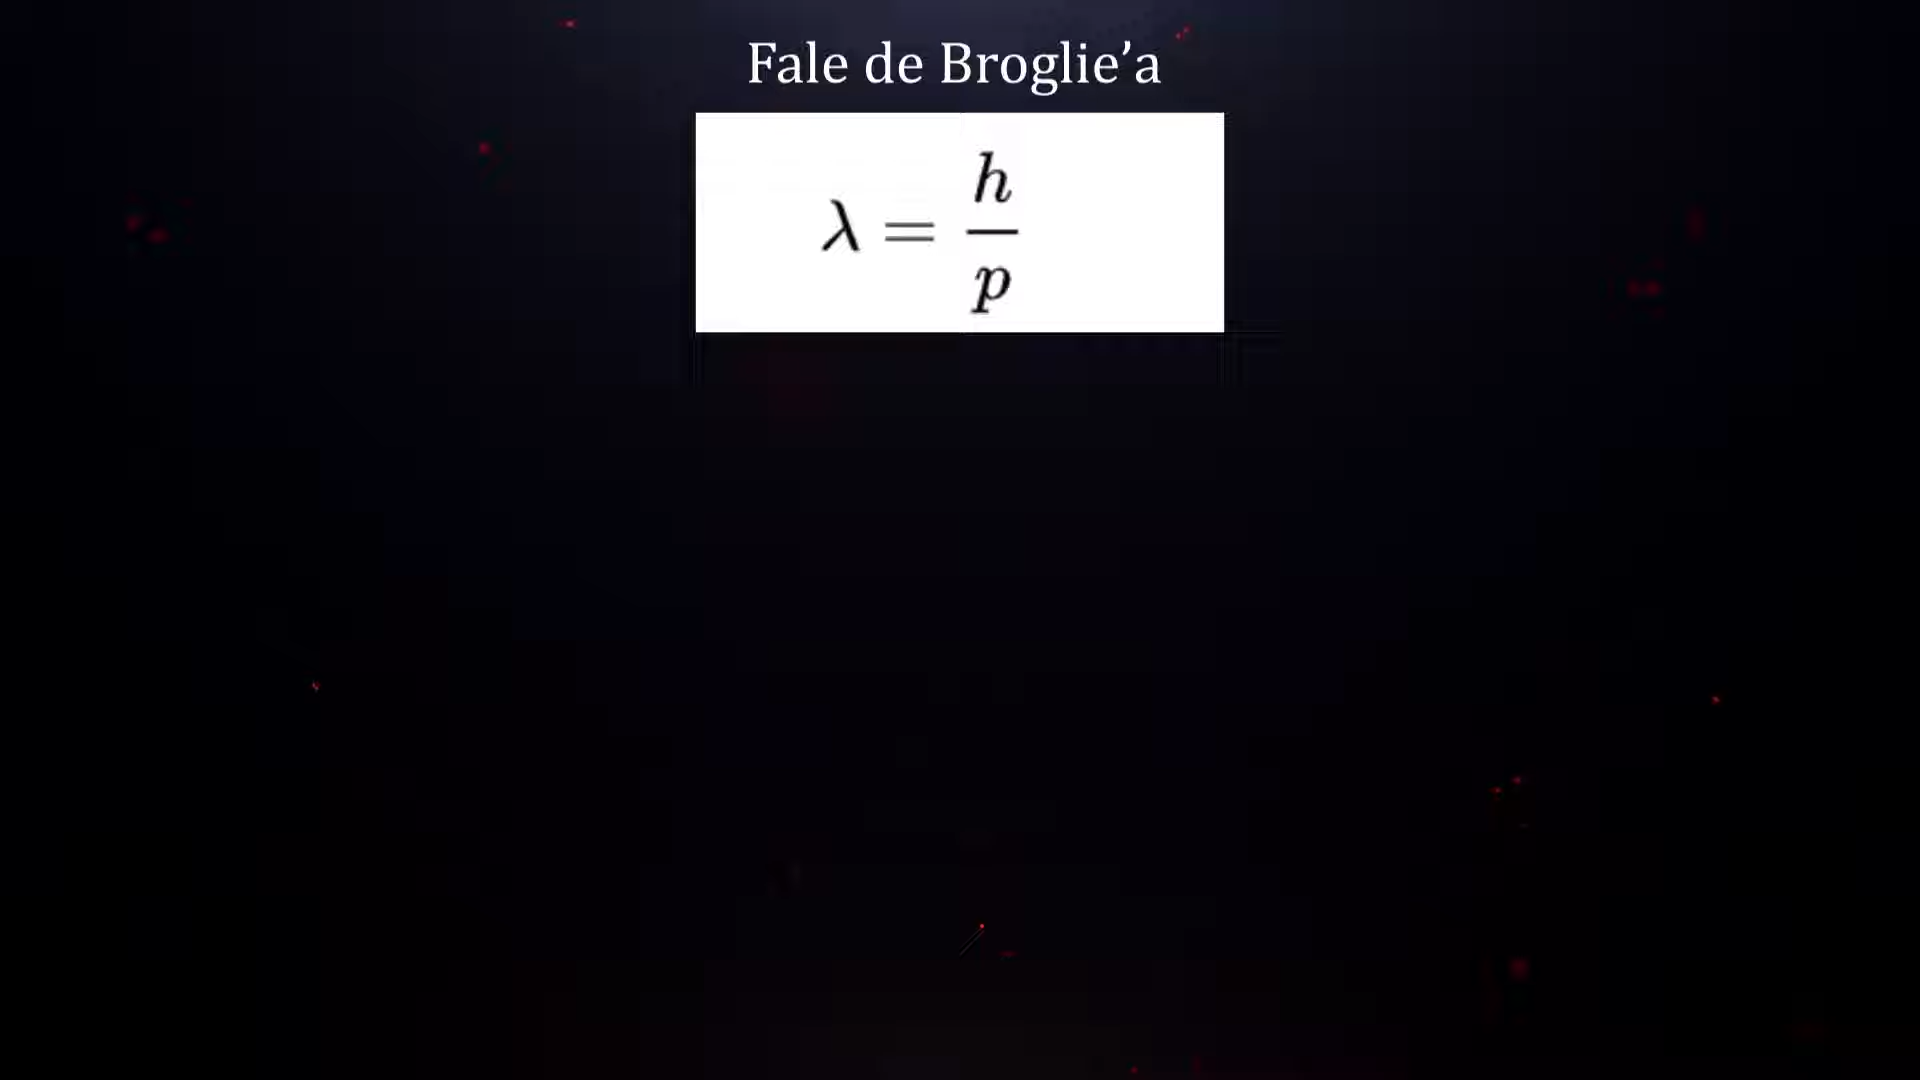 Fale de Broglie’a
λ = h/p